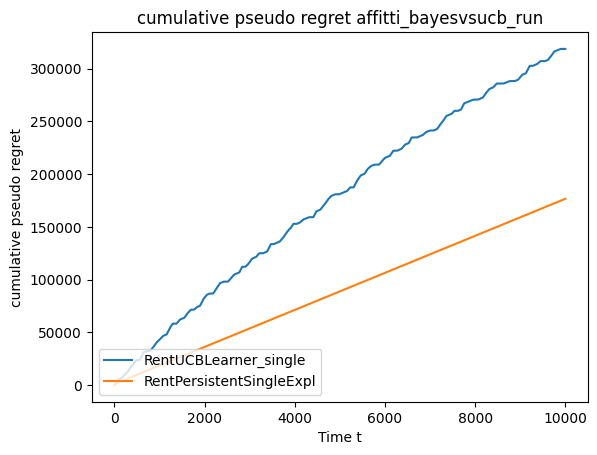 cumulative pseudo regret affitti_bayesvsucb_run
cumulative pseudo regret
300000
250000
200000
150000
100000
50000
0
RentUCBLearner_single
RentPersistentSingleExpl
0 2000 4000 6000 8000 10000
Time t